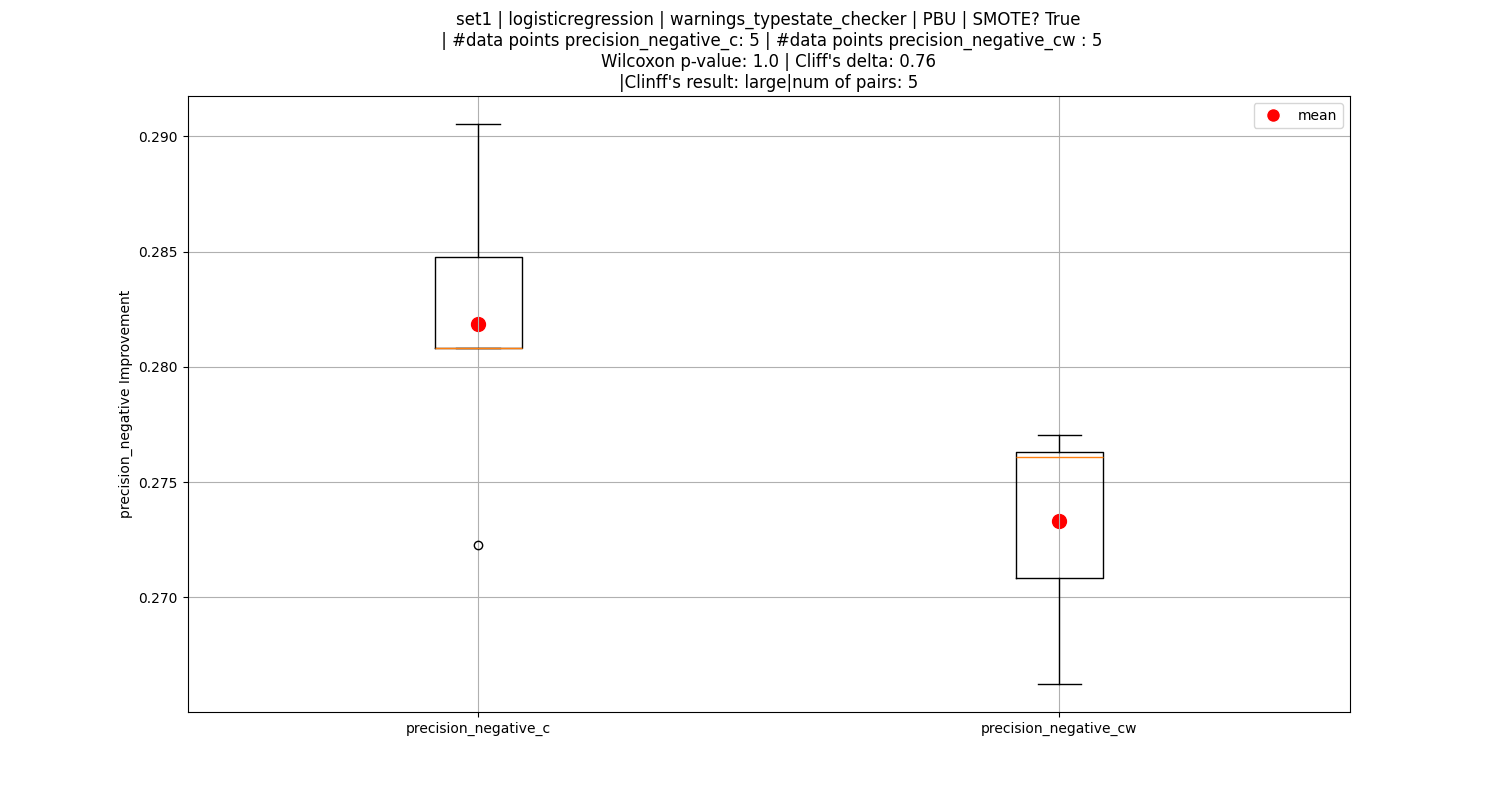 set1 | logisticregression | warnings_typestate_checker | PBU | SMOTE? True
| #data points precision_negative_c: 5 | #data points precision_negative_cw : 5
Wilcoxon p-value: 1.0 | Cliff's delta: 0.76
|Clinff's result: large|num of pairs: 5
mean
0.290
0.285
0.280
0.275
0.270
precision_negative Improvement
precision_negative_c
precision_negative_cw